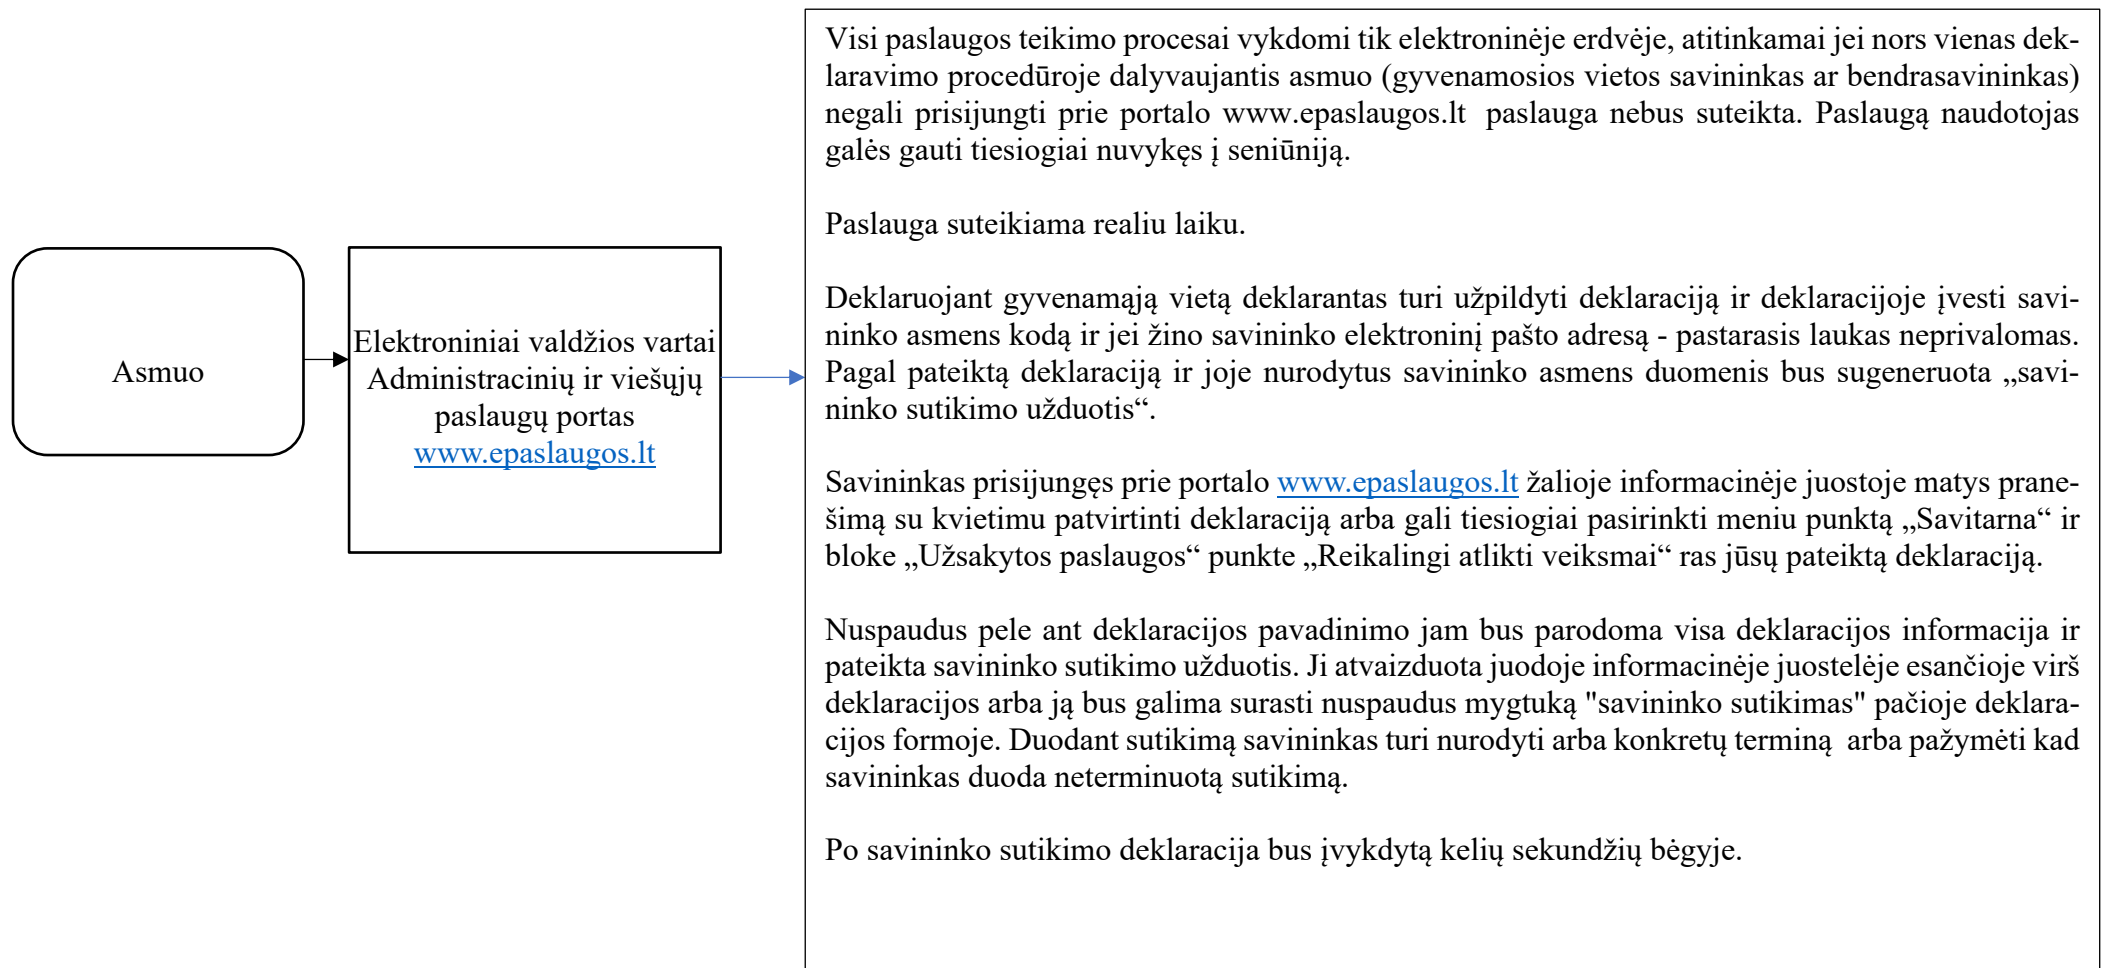 Asmuo
Elektroniniai valdžios vartai
Administracinių ir viešųjų
paslaugų portas
www.epaslaugos.lt
Visi paslaugos teikimo procesai vykdomi tik elektroninėje erdvėje, atitinkamai jei nors vienas dek-
laravimo procedūroje dalyvaujantis asmuo (gyvenamosios vietos savininkas ar bendrasavininkas)
negali prisijungti prie portalo www.epaslaugos.lt  paslauga nebus suteikta. Paslaugą naudotojas
galės gauti tiesiogiai nuvykęs į seniūniją.
Paslauga suteikiama realiu laiku.
Deklaruojant gyvenamąją vietą deklarantas turi užpildyti deklaraciją ir deklaracijoje įvesti savi-
ninko asmens kodą ir jei žino savininko elektroninį pašto adresą - pastarasis laukas neprivalomas.
Pagal pateiktą deklaraciją ir joje nurodytus savininko asmens duomenis bus sugeneruota „savi-
ninko sutikimo užduotis“.
Savininkas prisijungęs prie portalo www.epaslaugos.lt žalioje informacinėje juostoje matys prane-
šimą su kvietimu patvirtinti deklaraciją arba gali tiesiogiai pasirinkti meniu punktą „Savitarna“ ir
bloke „Užsakytos paslaugos“ punkte „Reikalingi atlikti veiksmai“ ras jūsų pateiktą deklaraciją.
Nuspaudus pele ant deklaracijos pavadinimo jam bus parodoma visa deklaracijos informacija ir
pateikta savininko sutikimo užduotis. Ji atvaizduota juodoje informacinėje juostelėje esančioje virš
deklaracijos arba ją bus galima surasti nuspaudus mygtuką "savininko sutikimas" pačioje deklara-
cijos formoje. Duodant sutikimą savininkas turi nurodyti arba konkretų terminą  arba pažymėti kad
savininkas duoda neterminuotą sutikimą.
Po savininko sutikimo deklaracija bus įvykdytą kelių sekundžių bėgyje.